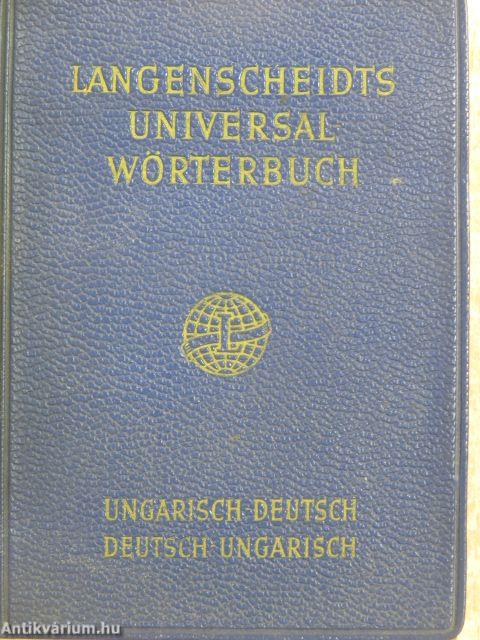 LANGENSCHEIDTS
UNIVERSAL-
WÖRTERBUCH
L
UNGARISCH-DEUTSCH
DEUTSCH-UNGARISCH
Antikvárium.hu